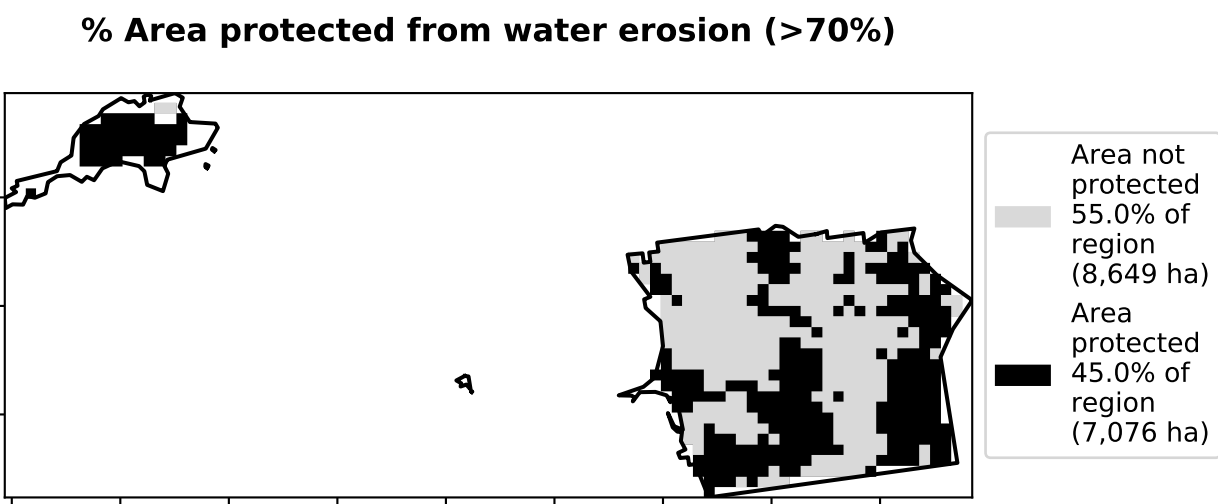 % Area protected from water erosion (>70%)
Area not
protected
55.0% of
region
(8,649 ha)
Area
protected
45.0% of
region
(7,076 ha)